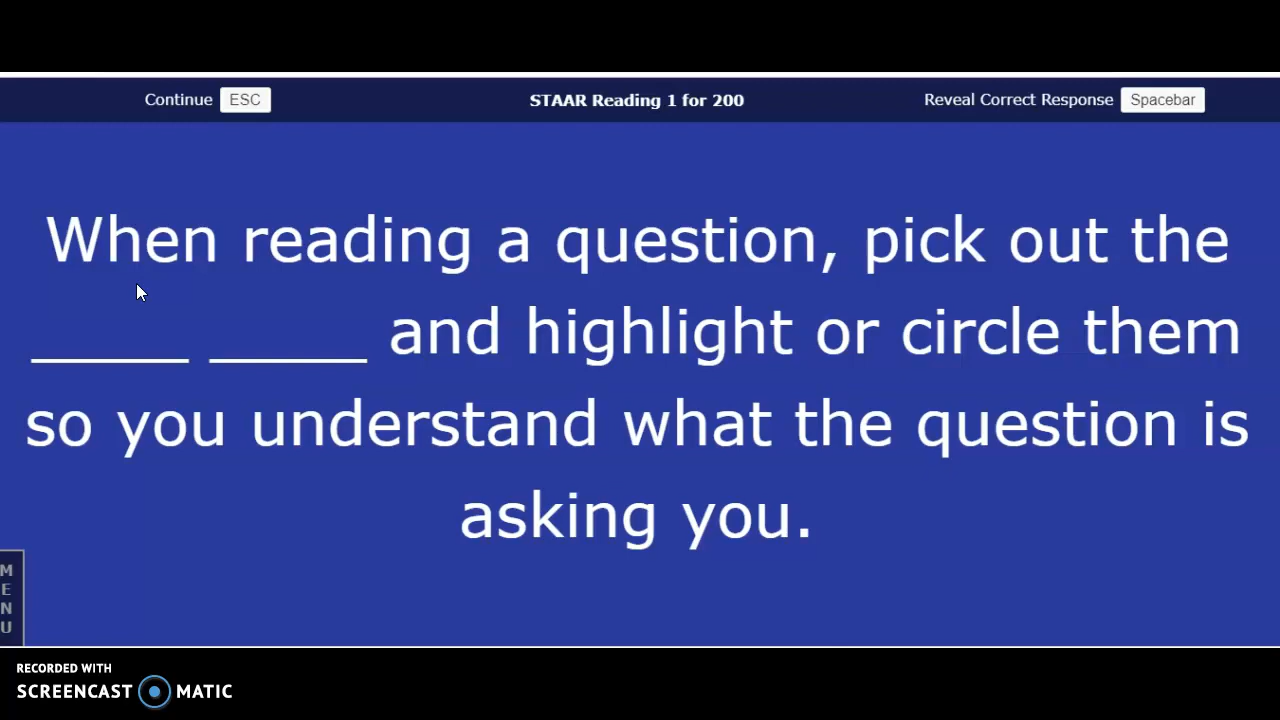 Continue ESC STAAR Reading 1 for 200 Reveal Correct Response Spacebar
When reading a question, pick out the
_____ _____ and highlight or circle them
so you understand what the question is
asking you.
MENU
RECORDED WITH
SCREENCAST MATIC